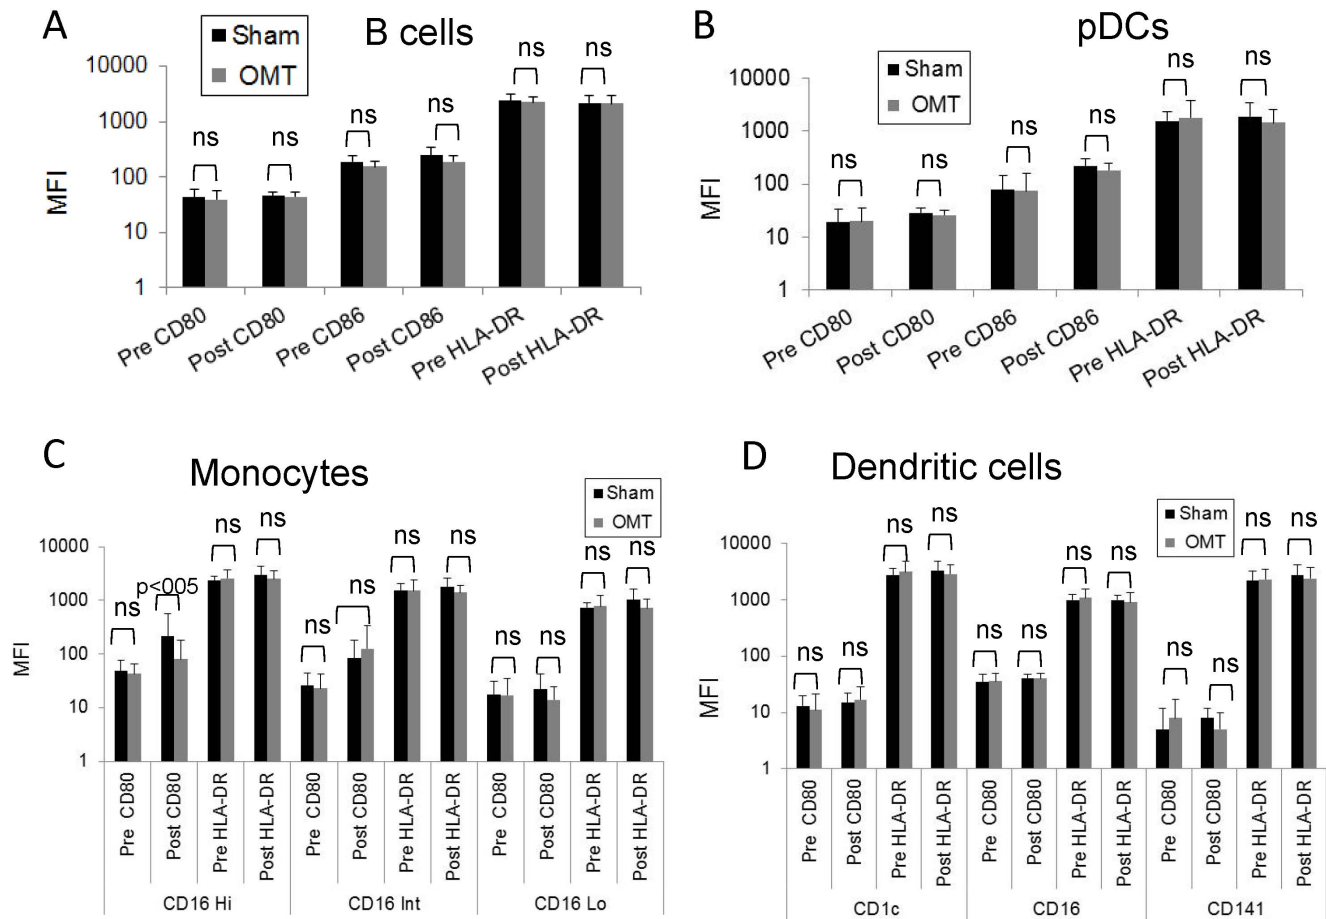 A
Sham
OMT
B cells
ns
ns
ns
ns
ns
ns
10000
1000
100
10
1
MFI
Pre CD80
Post CD80
Pre CD86
Post CD86
Pre HLA-DR
Post HLA-DR
B
pDCs
Sham
OMT
ns
ns
ns
ns
ns
ns
10000
1000
100
10
1
MFI
Pre CD80
Post CD80
Pre CD86
Post CD86
Pre HLA-DR
Post HLA-DR
C
Monocytes
Sham
OMT
ns
p<005
ns
ns
ns
ns
ns
ns
ns
ns
ns
ns
10000
1000
100
10
1
MFI
Pre CD80
Post CD80
Pre HLA-DR
Post HLA-DR
Pre CD80
Post CD80
Pre HLA-DR
Post HLA-DR
Pre CD80
Post CD80
Pre HLA-DR
Post HLA-DR
CD16 Hi
CD16 Int
CD16 Lo
D
Dendritic cells
Sham
OMT
ns
ns
ns
ns
ns
ns
ns
ns
ns
ns
ns
ns
10000
1000
100
10
1
MFI
Pre CD80
Post CD80
Pre HLA-DR
Post HLA-DR
Pre CD80
Post CD80
Pre HLA-DR
Post HLA-DR
Pre CD80
Post CD80
Pre HLA-DR
Post HLA-DR
CD1c
CD16
CD141